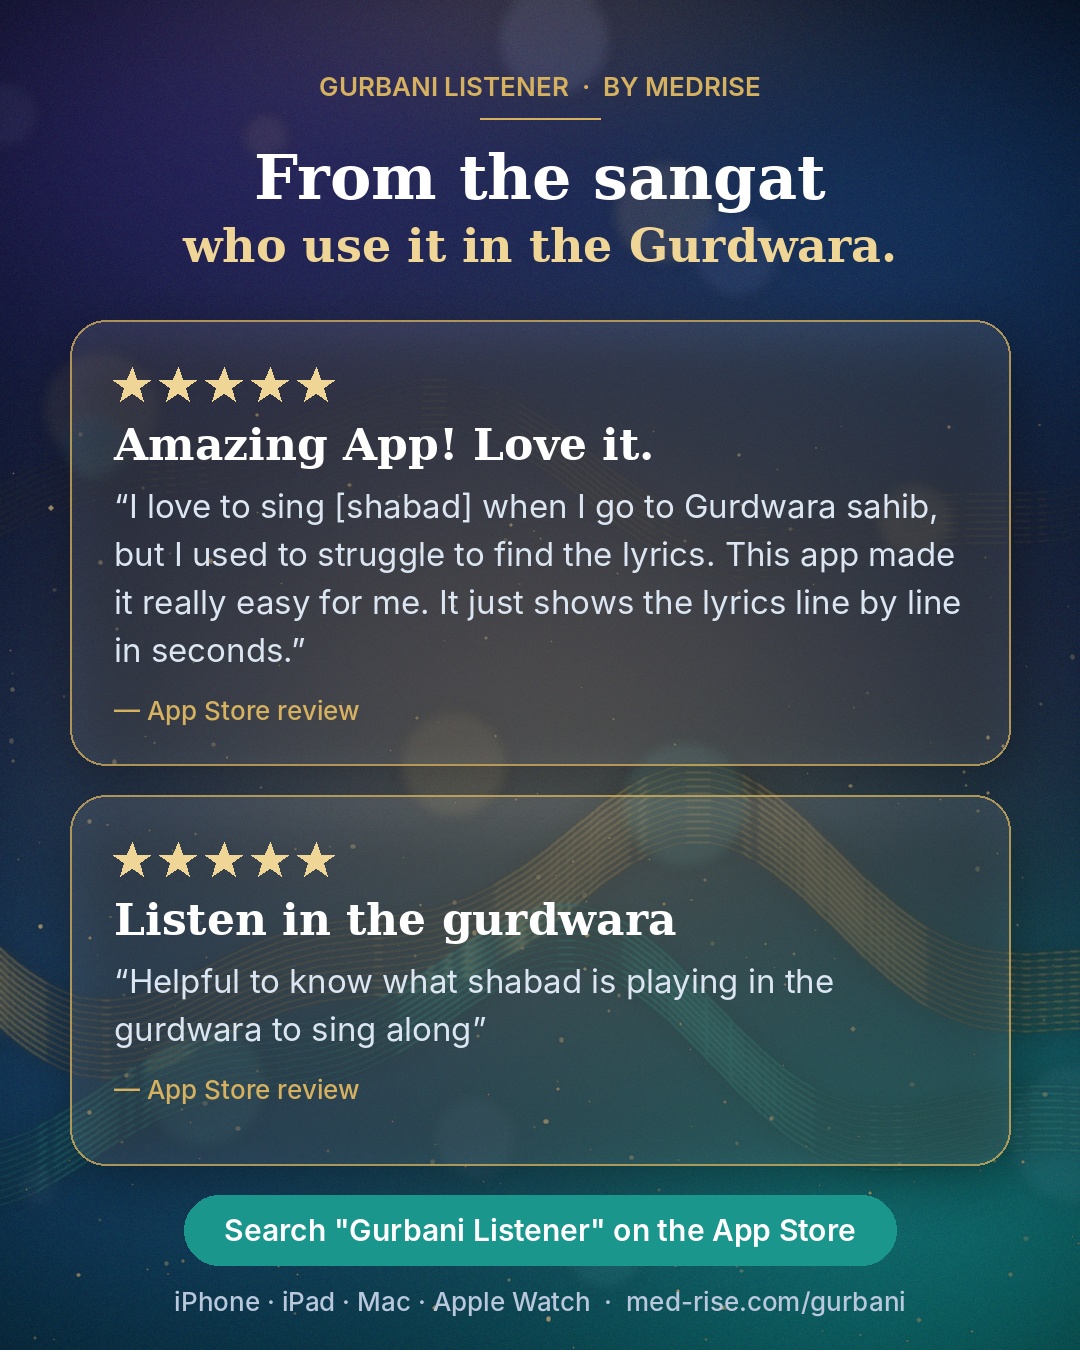 GURBANI LISTENER · BY MEDRISE
From the sangat
who use it in the Gurdwara.
★★★★★
Amazing App! Love it.
“I love to sing [shabad] when I go to Gurdwara sahib,
but I used to struggle to find the lyrics. This app made
it really easy for me. It just shows the lyrics line by line
in seconds.”
— App Store review
★★★★★
Listen in the gurdwara
“Helpful to know what shabad is playing in the
gurdwara to sing along”
— App Store review
Search "Gurbani Listener" on the App Store
iPhone · iPad · Mac · Apple Watch · med-rise.com/gurbani